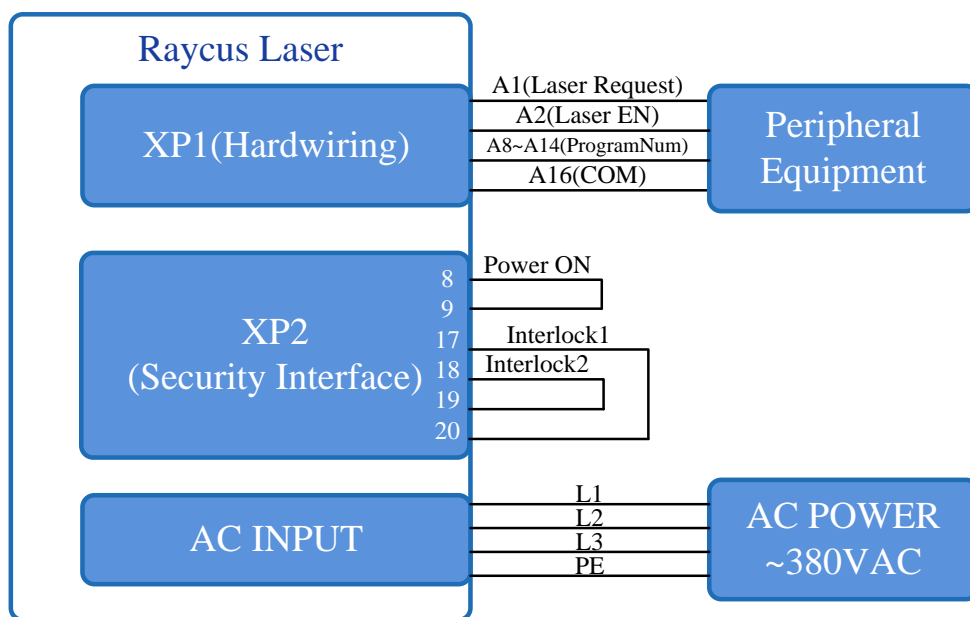 Raycus Laser
XP1(Hardwiring)
A1(Laser Request)
A2(Laser EN)
A8~A14(ProgramNum)
A16(COM)
Peripheral
Equipment
XP2
(Security Interface)
8
9
17
18
19
20
Power ON
Interlock1
Interlock2
AC INPUT
L1
L2
L3
PE
AC POWER
~380VAC